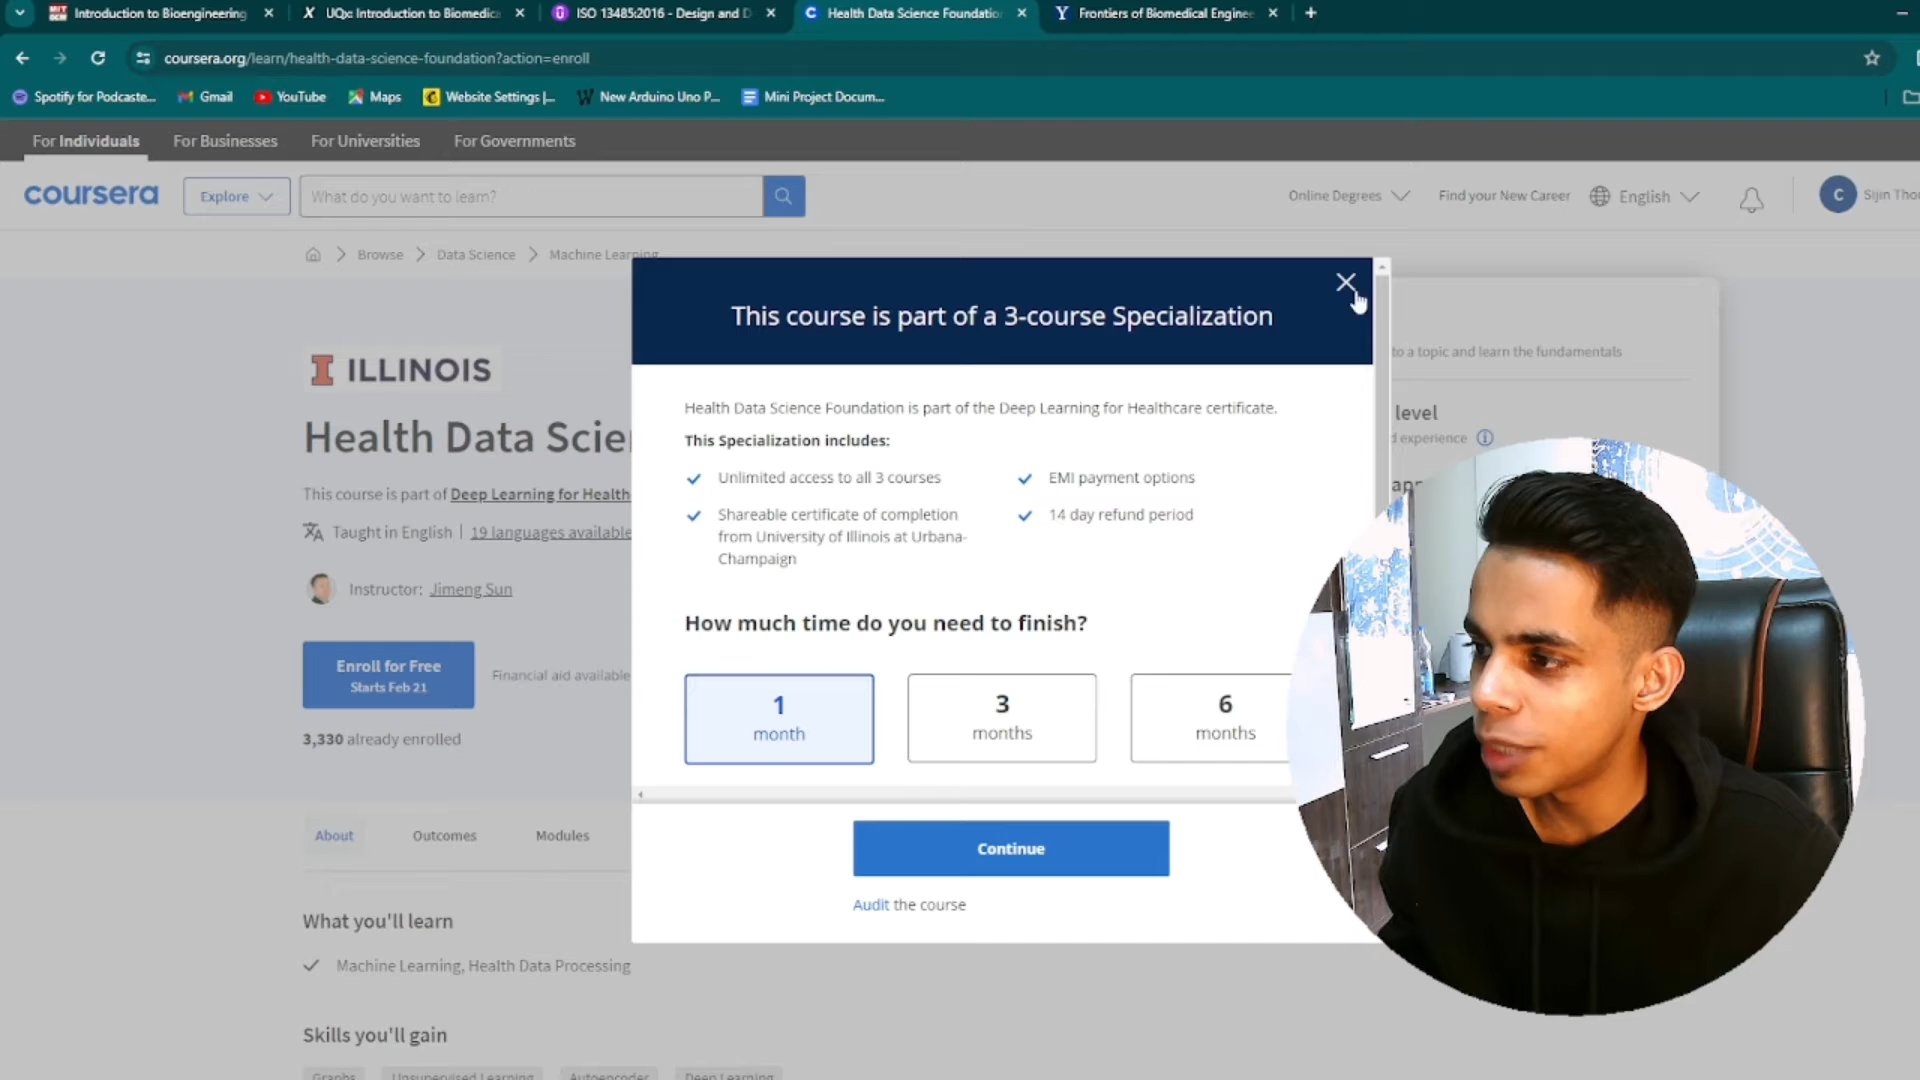 Introduction to Bioengineering
UQx: Introduction to Biomedica
ISO 13485:2016 - Design and D
Health Data Science Foundation
Frontiers of Biomedical Enginee
coursera.org/learn/health-data-science-foundation?action=enroll
Spotify for Podcaste...
Gmail
YouTube
Maps
Website Settings |...
New Arduino Uno P...
Mini Project Docum...
For Individuals
For Businesses
For Universities
For Governments
coursera
Explore
What do you want to learn?
Online Degrees
Find your New Career
English
C
Sijin Tho
Browse
Data Science
Machine Learning
This course is part of a 3-course Specialization
to a topic and learn the fundamentals
I ILLINOIS
level
experience
Health Data Scie
Health Data Science Foundation is part of the Deep Learning for Healthcare certificate.
This Specialization includes:
Unlimited access to all 3 courses
EMI payment options
This course is part of Deep Learning for Health
Shareable certificate of completion
from University of Illinois at Urbana-
Champaign
14 day refund period
Taught in English | 19 languages available
Instructor: Jimeng Sun
How much time do you need to finish?
Enroll for Free
Starts Feb 21
Financial aid available
1
month
3
months
6
months
3,330 already enrolled
About
Outcomes
Modules
Continue
Audit the course
What you'll learn
Machine Learning, Health Data Processing
Skills you'll gain
Graphs
Unsupervised Learning
Autoencoder
Deep Learning